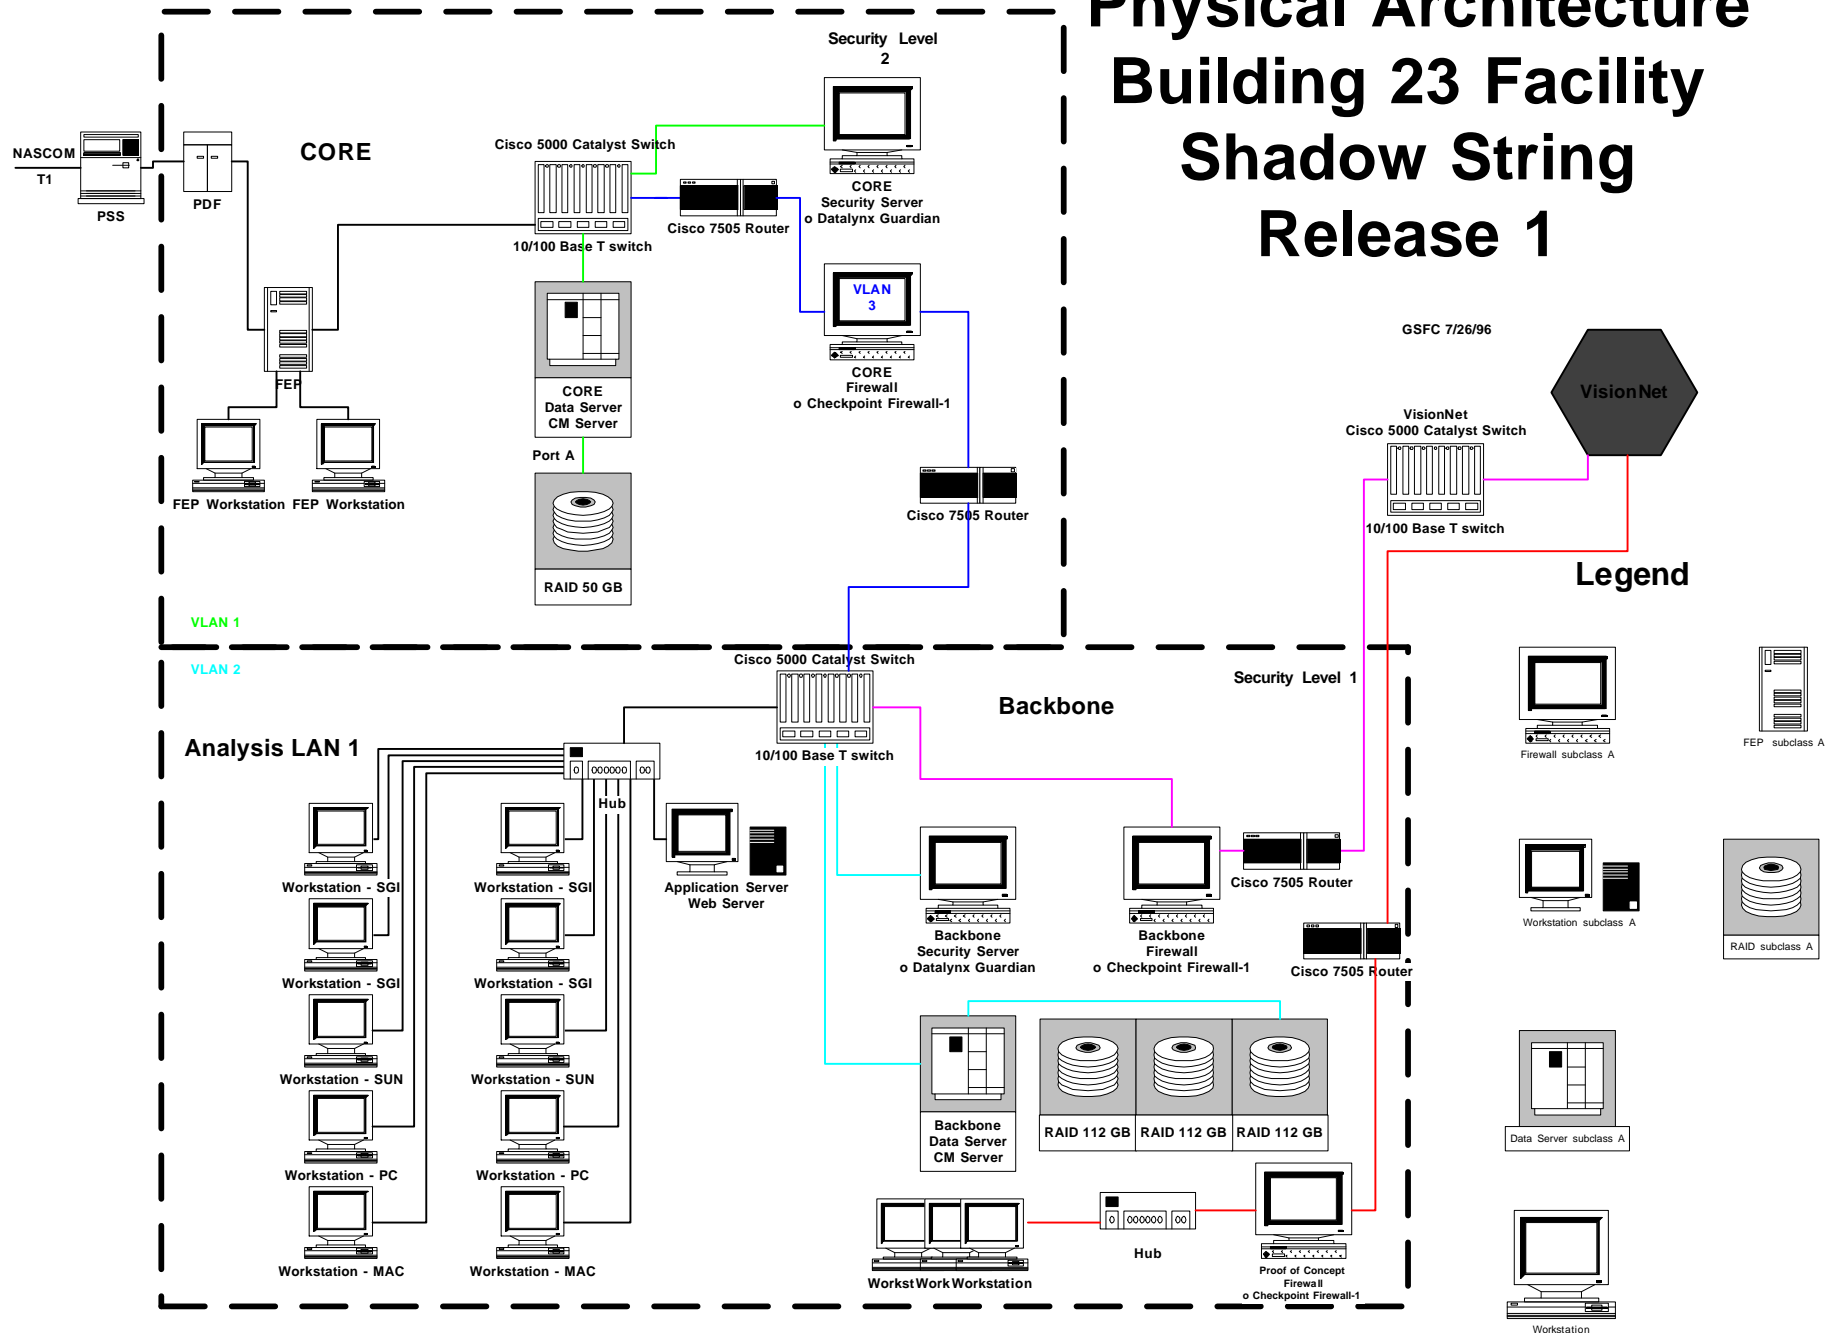 Physical Architecture
Building 23 Facility
Shadow String
Release 1
GSFC 7/26/96
Security Level
2
CORE
NASCOM
T1
PSS
PDF
Cisco 5000 Catalyst Switch
10/100 Base T switch
Cisco 7505 Router
CORE
Security Server
o Datalynx Guardian
VLAN
3
CORE
Firewall
o Checkpoint Firewall-1
FEP
FEP Workstation
FEP Workstation
CORE
Data Server
CM Server
Port A
RAID 50 GB
Cisco 7505 Router
VLAN 1
VisionNet
VisionNet
Cisco 5000 Catalyst Switch
10/100 Base T switch
VLAN 2
Cisco 5000 Catalyst Switch
10/100 Base T switch
Security Level 1
Backbone
Analysis LAN 1
Hub
Workstation - SGI
Workstation - SGI
Application Server
Web Server
Workstation - SGI
Workstation - SGI
Workstation - SUN
Workstation - SUN
Workstation - PC
Workstation - PC
Workstation - MAC
Workstation - MAC
Backbone
Security Server
o Datalynx Guardian
Backbone
Firewall
o Checkpoint Firewall-1
Cisco 7505 Router
Cisco 7505 Router
Backbone
Data Server
CM Server
RAID 112 GB
RAID 112 GB
RAID 112 GB
Workst
Work
Workstation
Hub
Proof of Concept
Firewall
o Checkpoint Firewall-1
Legend
Firewall subclass A
FEP subclass A
Workstation subclass A
RAID subclass A
Data Server subclass A
Workstation